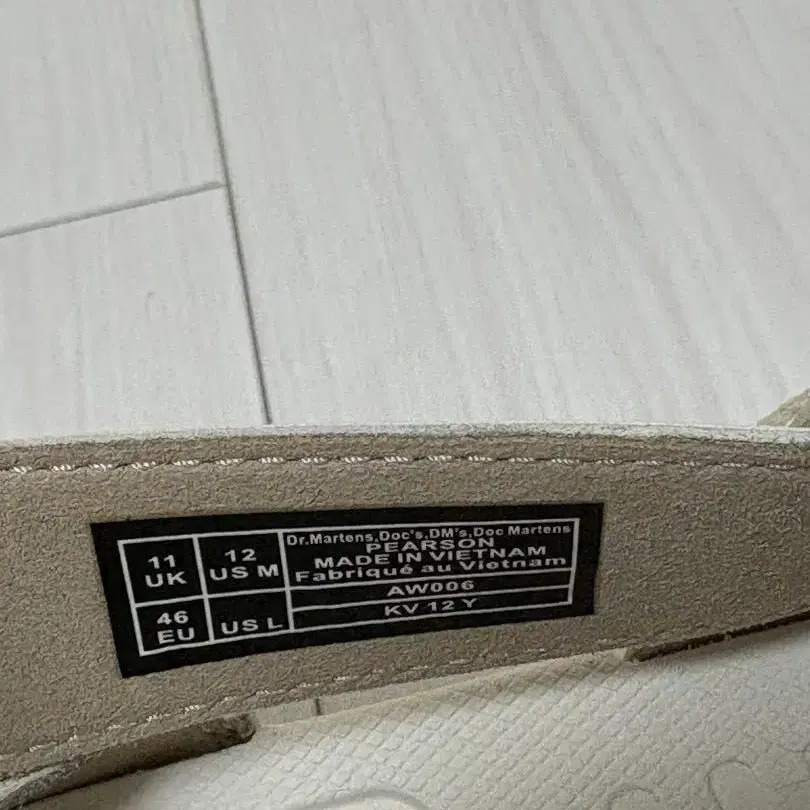 11
UK
12
US M
Dr.Martens,Doc's,DM's,Doc Martens
PEARSON
MADE IN VIETNAM
Fabriqué au Vietnam
46
EU
US L
AW006
KV 12 Y